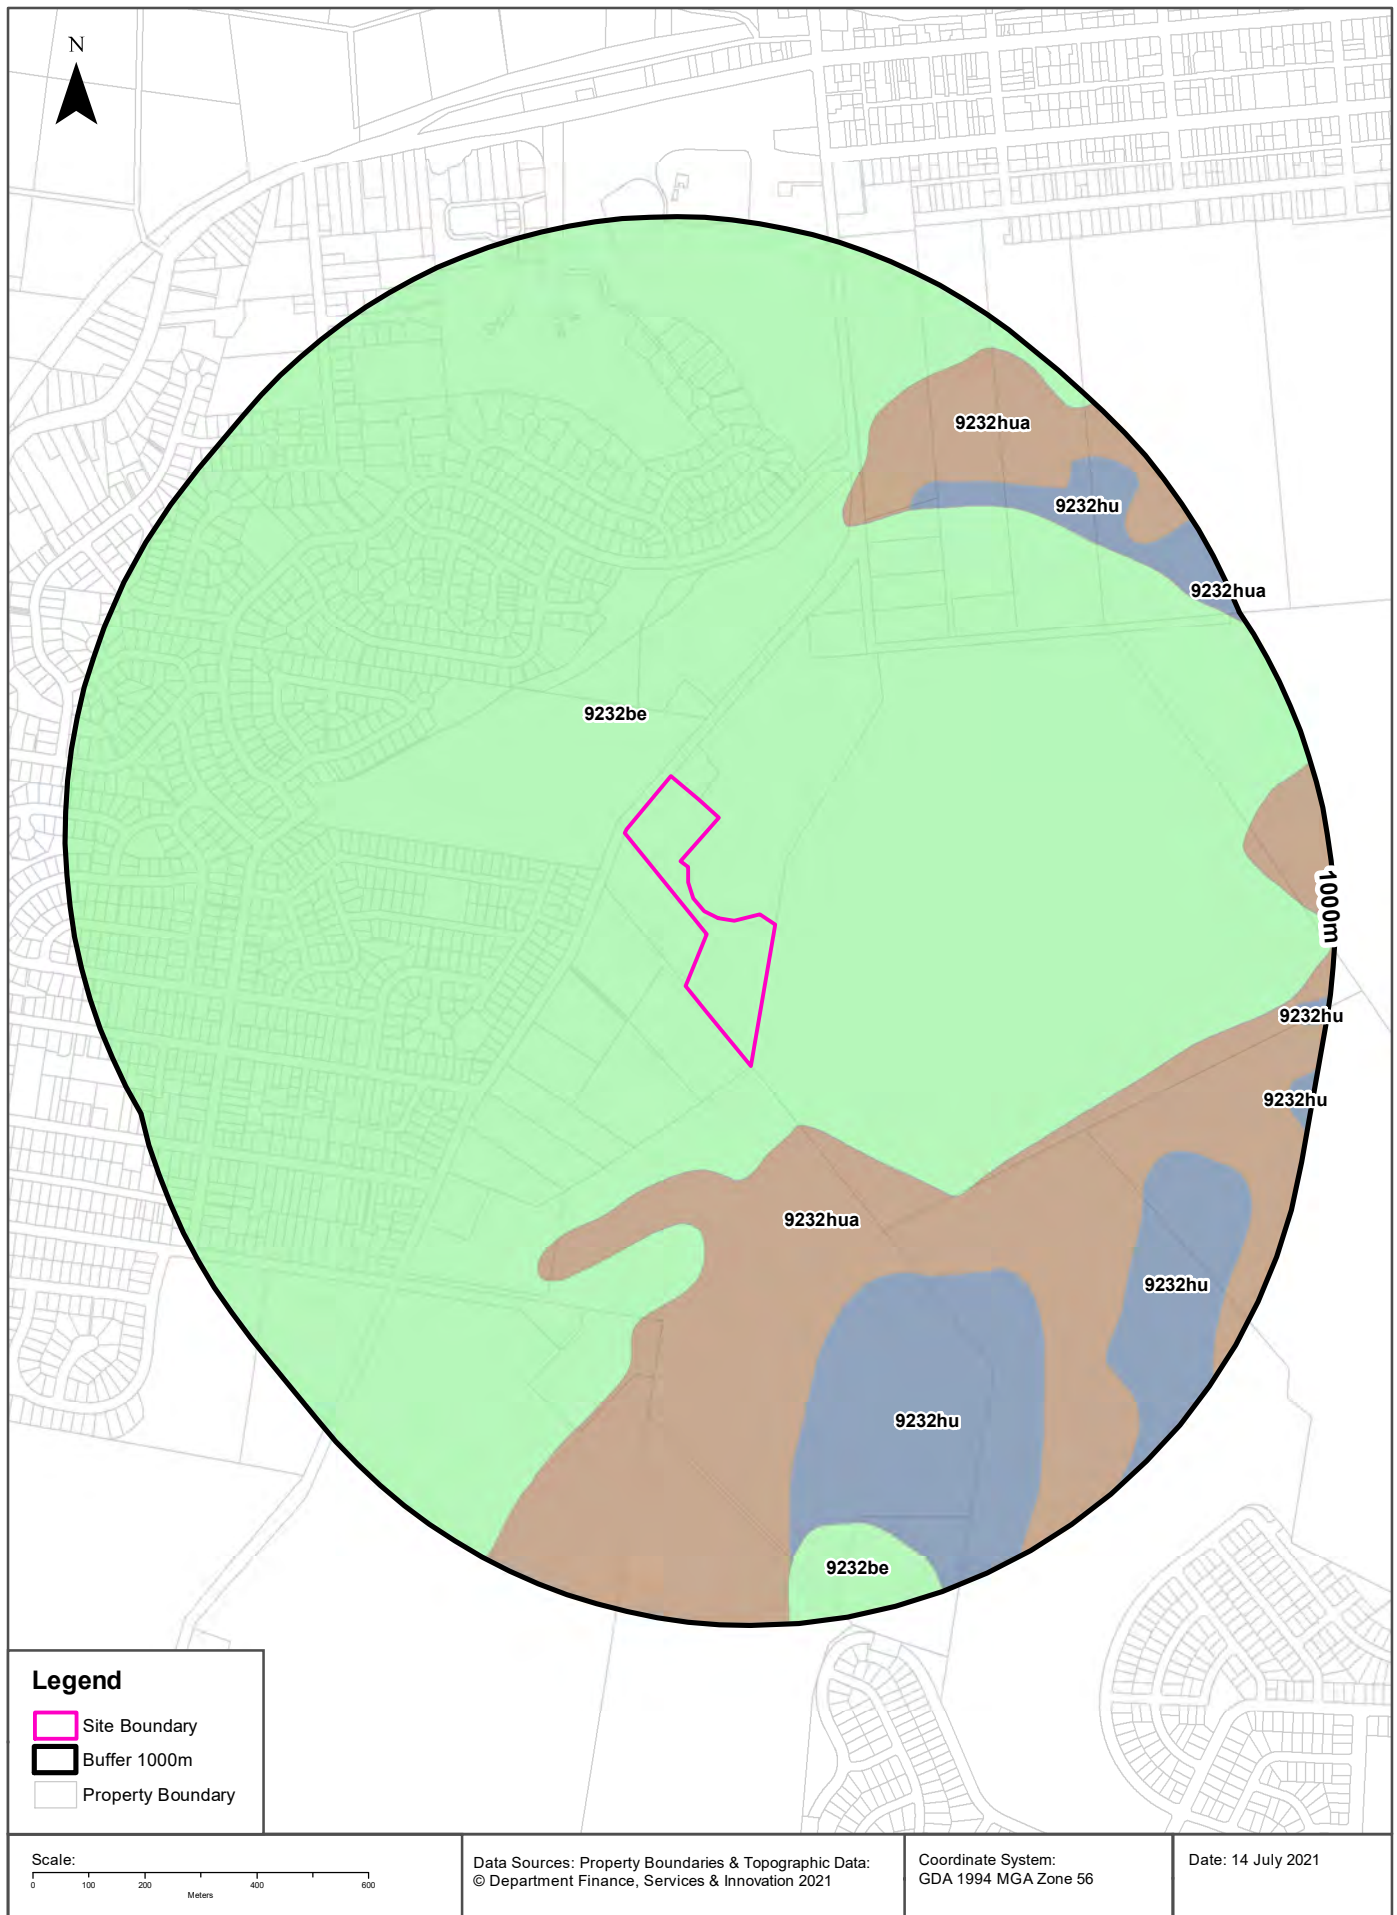 N
9232hua
9232hu
9232hua
9232be
1000m
9232hu
9232hu
9232hua
9232hu
9232hu
9232be
Legend
Site Boundary
Buffer 1000m
Property Boundary
Scale:
0 100 200 400 600
Meters
Data Sources: Property Boundaries & Topographic Data:
© Department Finance, Services & Innovation 2021
Coordinate System:
GDA 1994 MGA Zone 56
Date: 14 July 2021